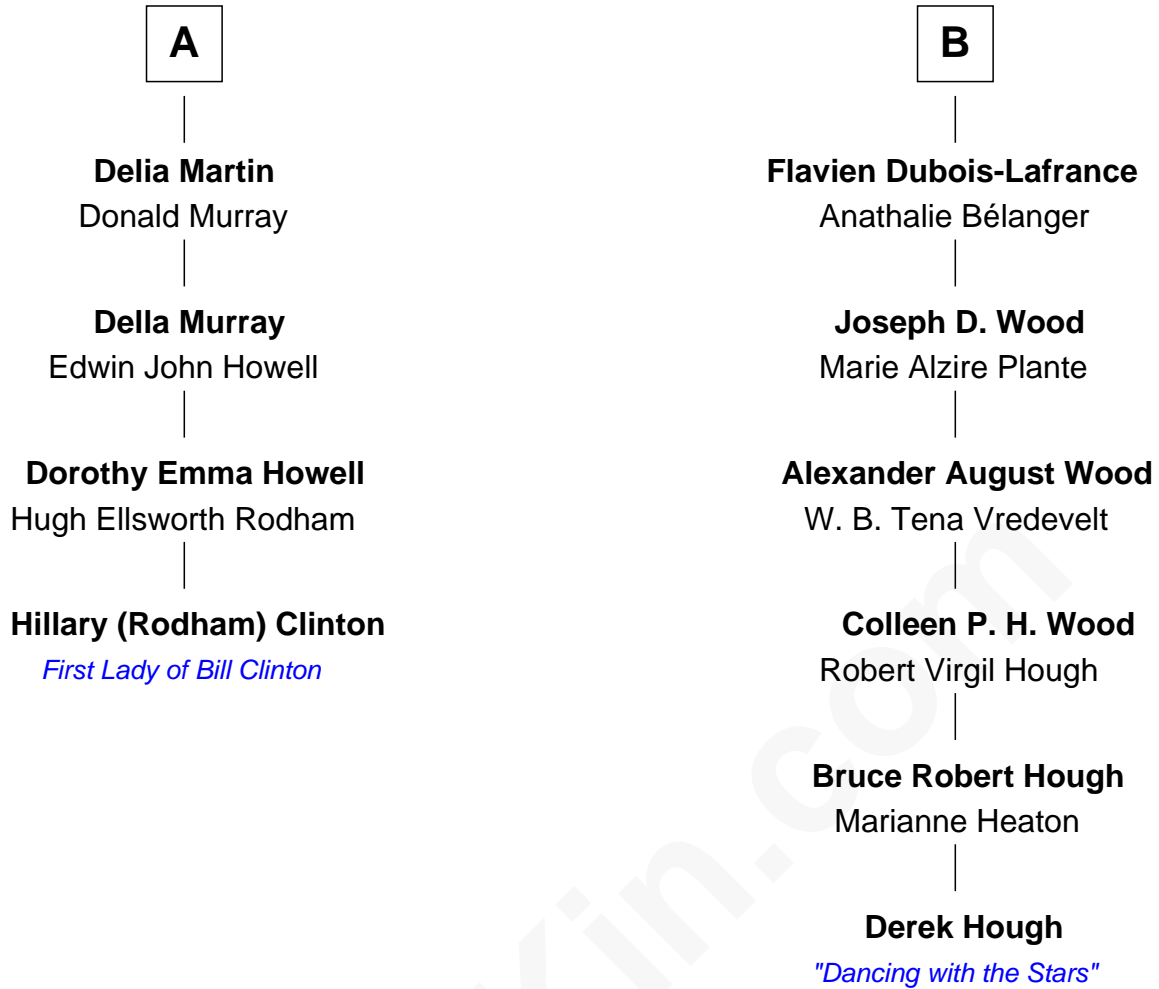 A
Delia Martin
Donald Murray
Della Murray
Edwin John Howell
Dorothy Emma Howell
Hugh Ellsworth Rodham
Hillary (Rodham) Clinton
First Lady of Bill Clinton
B
Flavien Dubois-Lafrance
Anathalie Bélanger
Joseph D. Wood
Marie Alzire Plante
Alexander August Wood
W. B. Tena Vredevelt
Colleen P. H. Wood
Robert Virgil Hough
Bruce Robert Hough
Marianne Heaton
Derek Hough
"Dancing with the Stars"
Kin.com